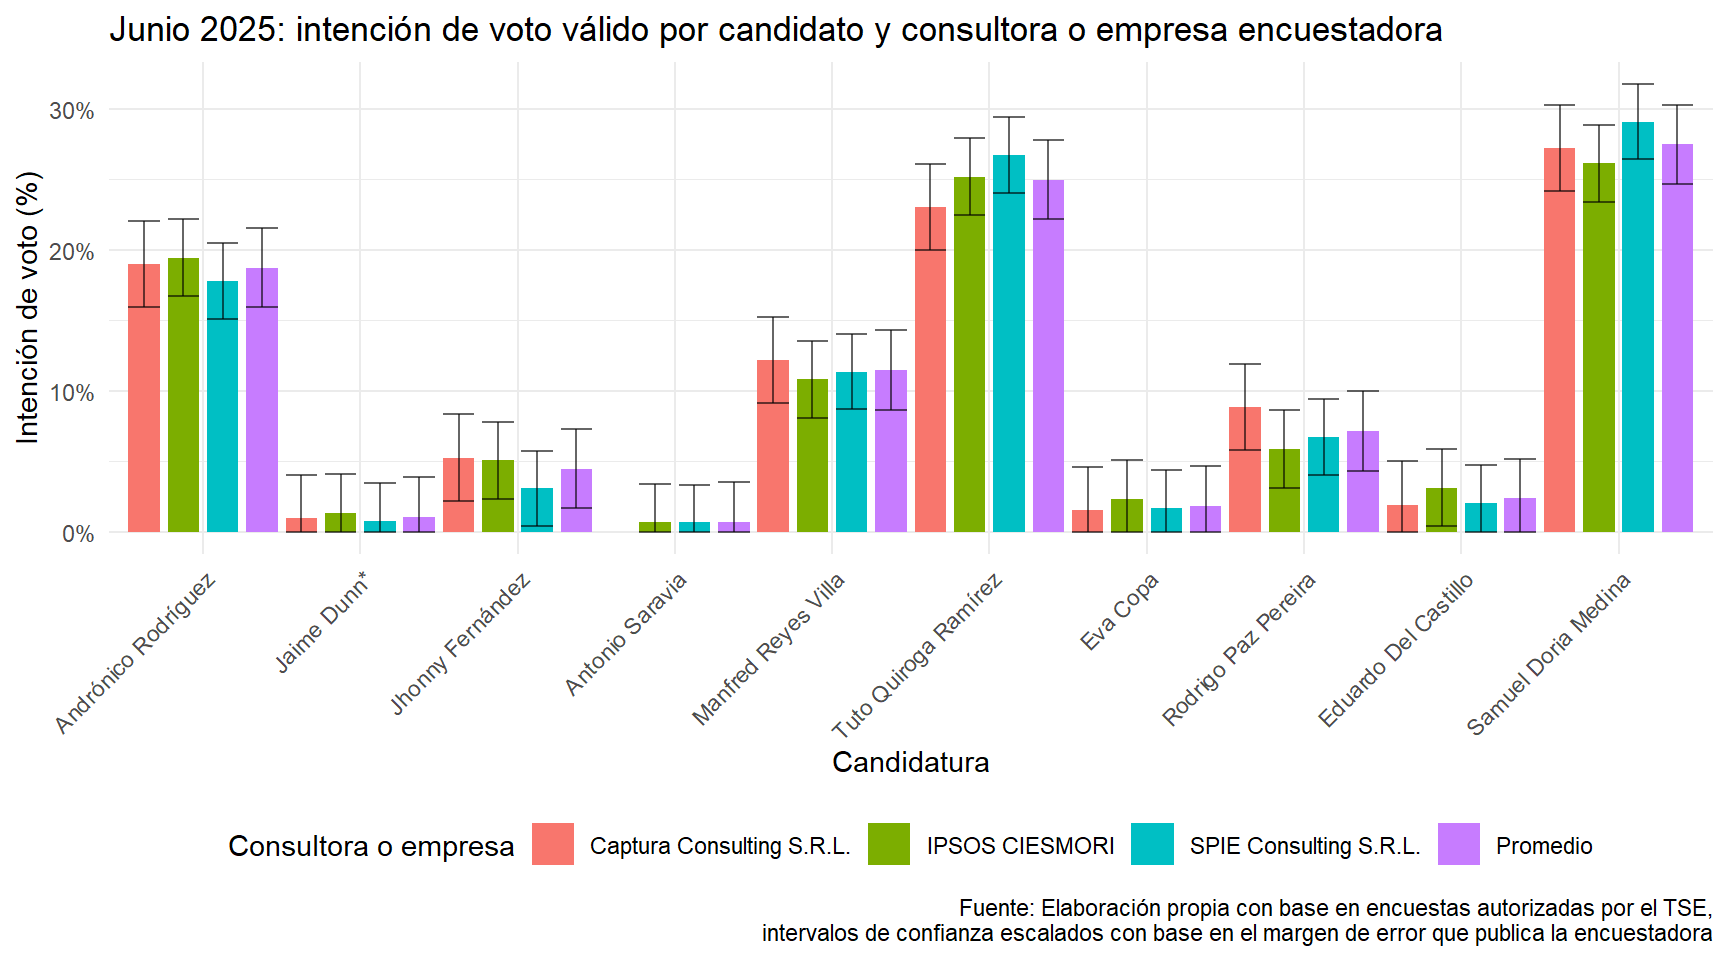 Junio 2025: intención de voto válido por candidato y consultora o empresa encuestadora
Intención de voto (%)
30%
20%
10%
0%
Andrónico Rodríguez
Jaime Dunn*
Jhonny Fernández
Antonio Saravia
Manfred Reyes Villa
Tuto Quiroga Ramírez
Eva Copa
Rodrigo Paz Pereira
Eduardo Del Castillo
Samuel Doria Medina
Candidatura
Consultora o empresa
Captura Consulting S.R.L.
IPSOS CIESMORI
SPIE Consulting S.R.L.
Promedio
Fuente: Elaboración propia con base en encuestas autorizadas por el TSE,
intervalos de confianza escalados con base en el margen de error que publica la encuestadora